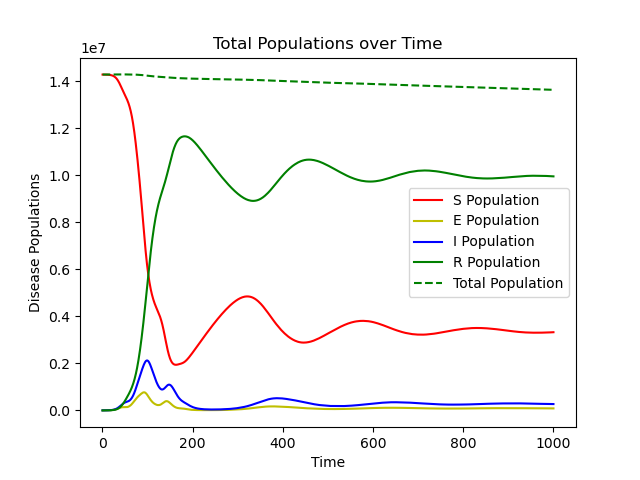 Total Populations over Time
1e7
Disease Populations
1.4
1.2
1.0
0.8
0.6
0.4
0.2
0.0
S Population
E Population
I Population
R Population
Total Population
0 200 400 600 800 1000
Time